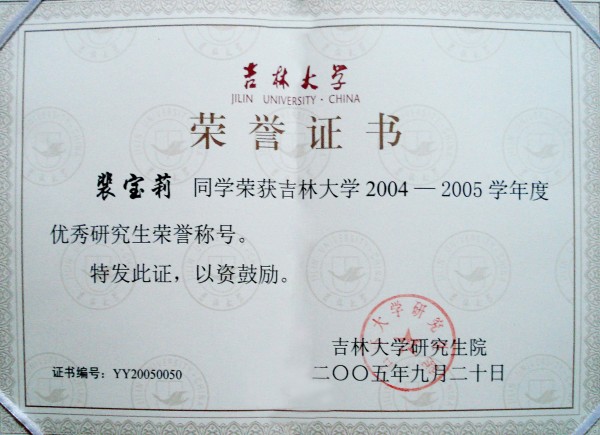 吉林大学
JILIN UNIVERSITY · CHINA
荣誉证书
裴宝莉 同学荣获吉林大学 2004 — 2005 学年度
优秀研究生荣誉称号。
特发此证，以资鼓励。
吉林大学研究生院
二〇〇五年九月二十日
证书编号：YY20050050